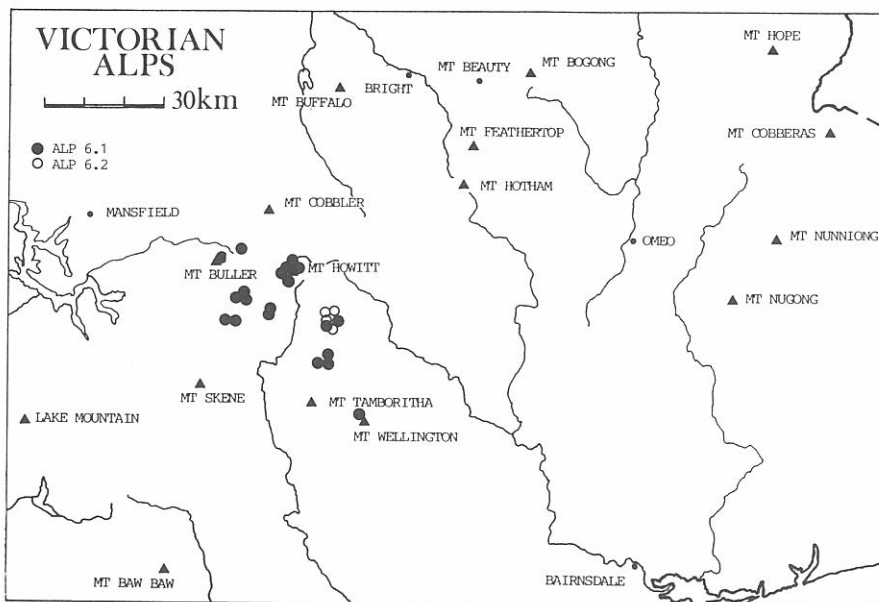 VICTORIAN
ALPS
30km
ALP 6.1
ALP 6.2
MT HOPE
MT BEAUTY
MT BOGONG
BRIGHT
MT BUFFALO
MT FEATHERTOP
MT COBBERAS
MT HOTHAM
MT COBBLER
MANSFIELD
OMEO
MT NUNNIONG
MT BULLER
MT HOWITT
MT NUGONG
MT SKENE
MT TAMBORITHA
LAKE MOUNTAIN
MT WELLINGTON
MT BAW BAW
BAIRNSDALE